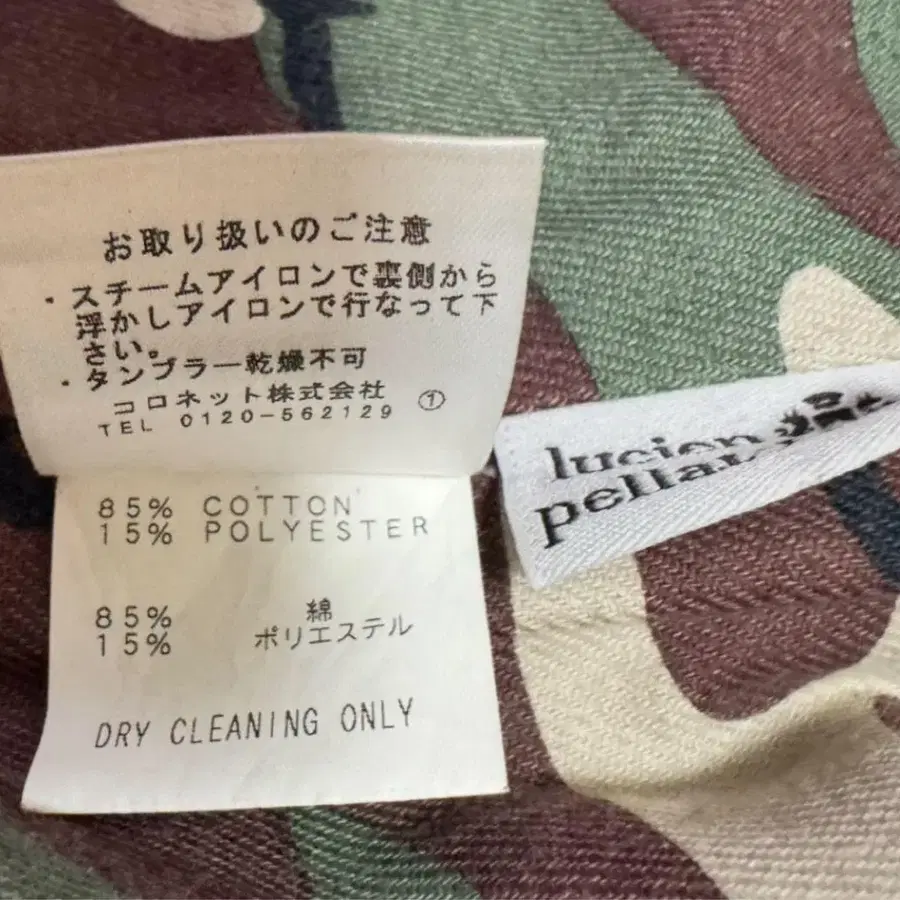 お取り扱いのご注意
・スチームアイロンで裏側から
浮かしアイロンで行なって下
さい。
・タンブラー乾燥不可
コロネット株式会社
TEL 0120-562129 ①
85% COTTON
15% POLYESTER
85% 綿
15% ポリエステル
DRY CLEANING ONLY
lucien